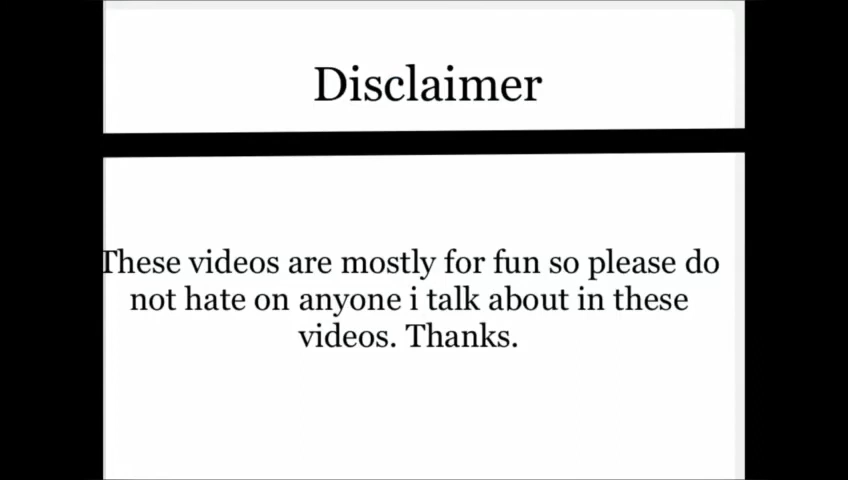 Disclaimer
These videos are mostly for fun so please do
not hate on anyone i talk about in these
videos. Thanks.